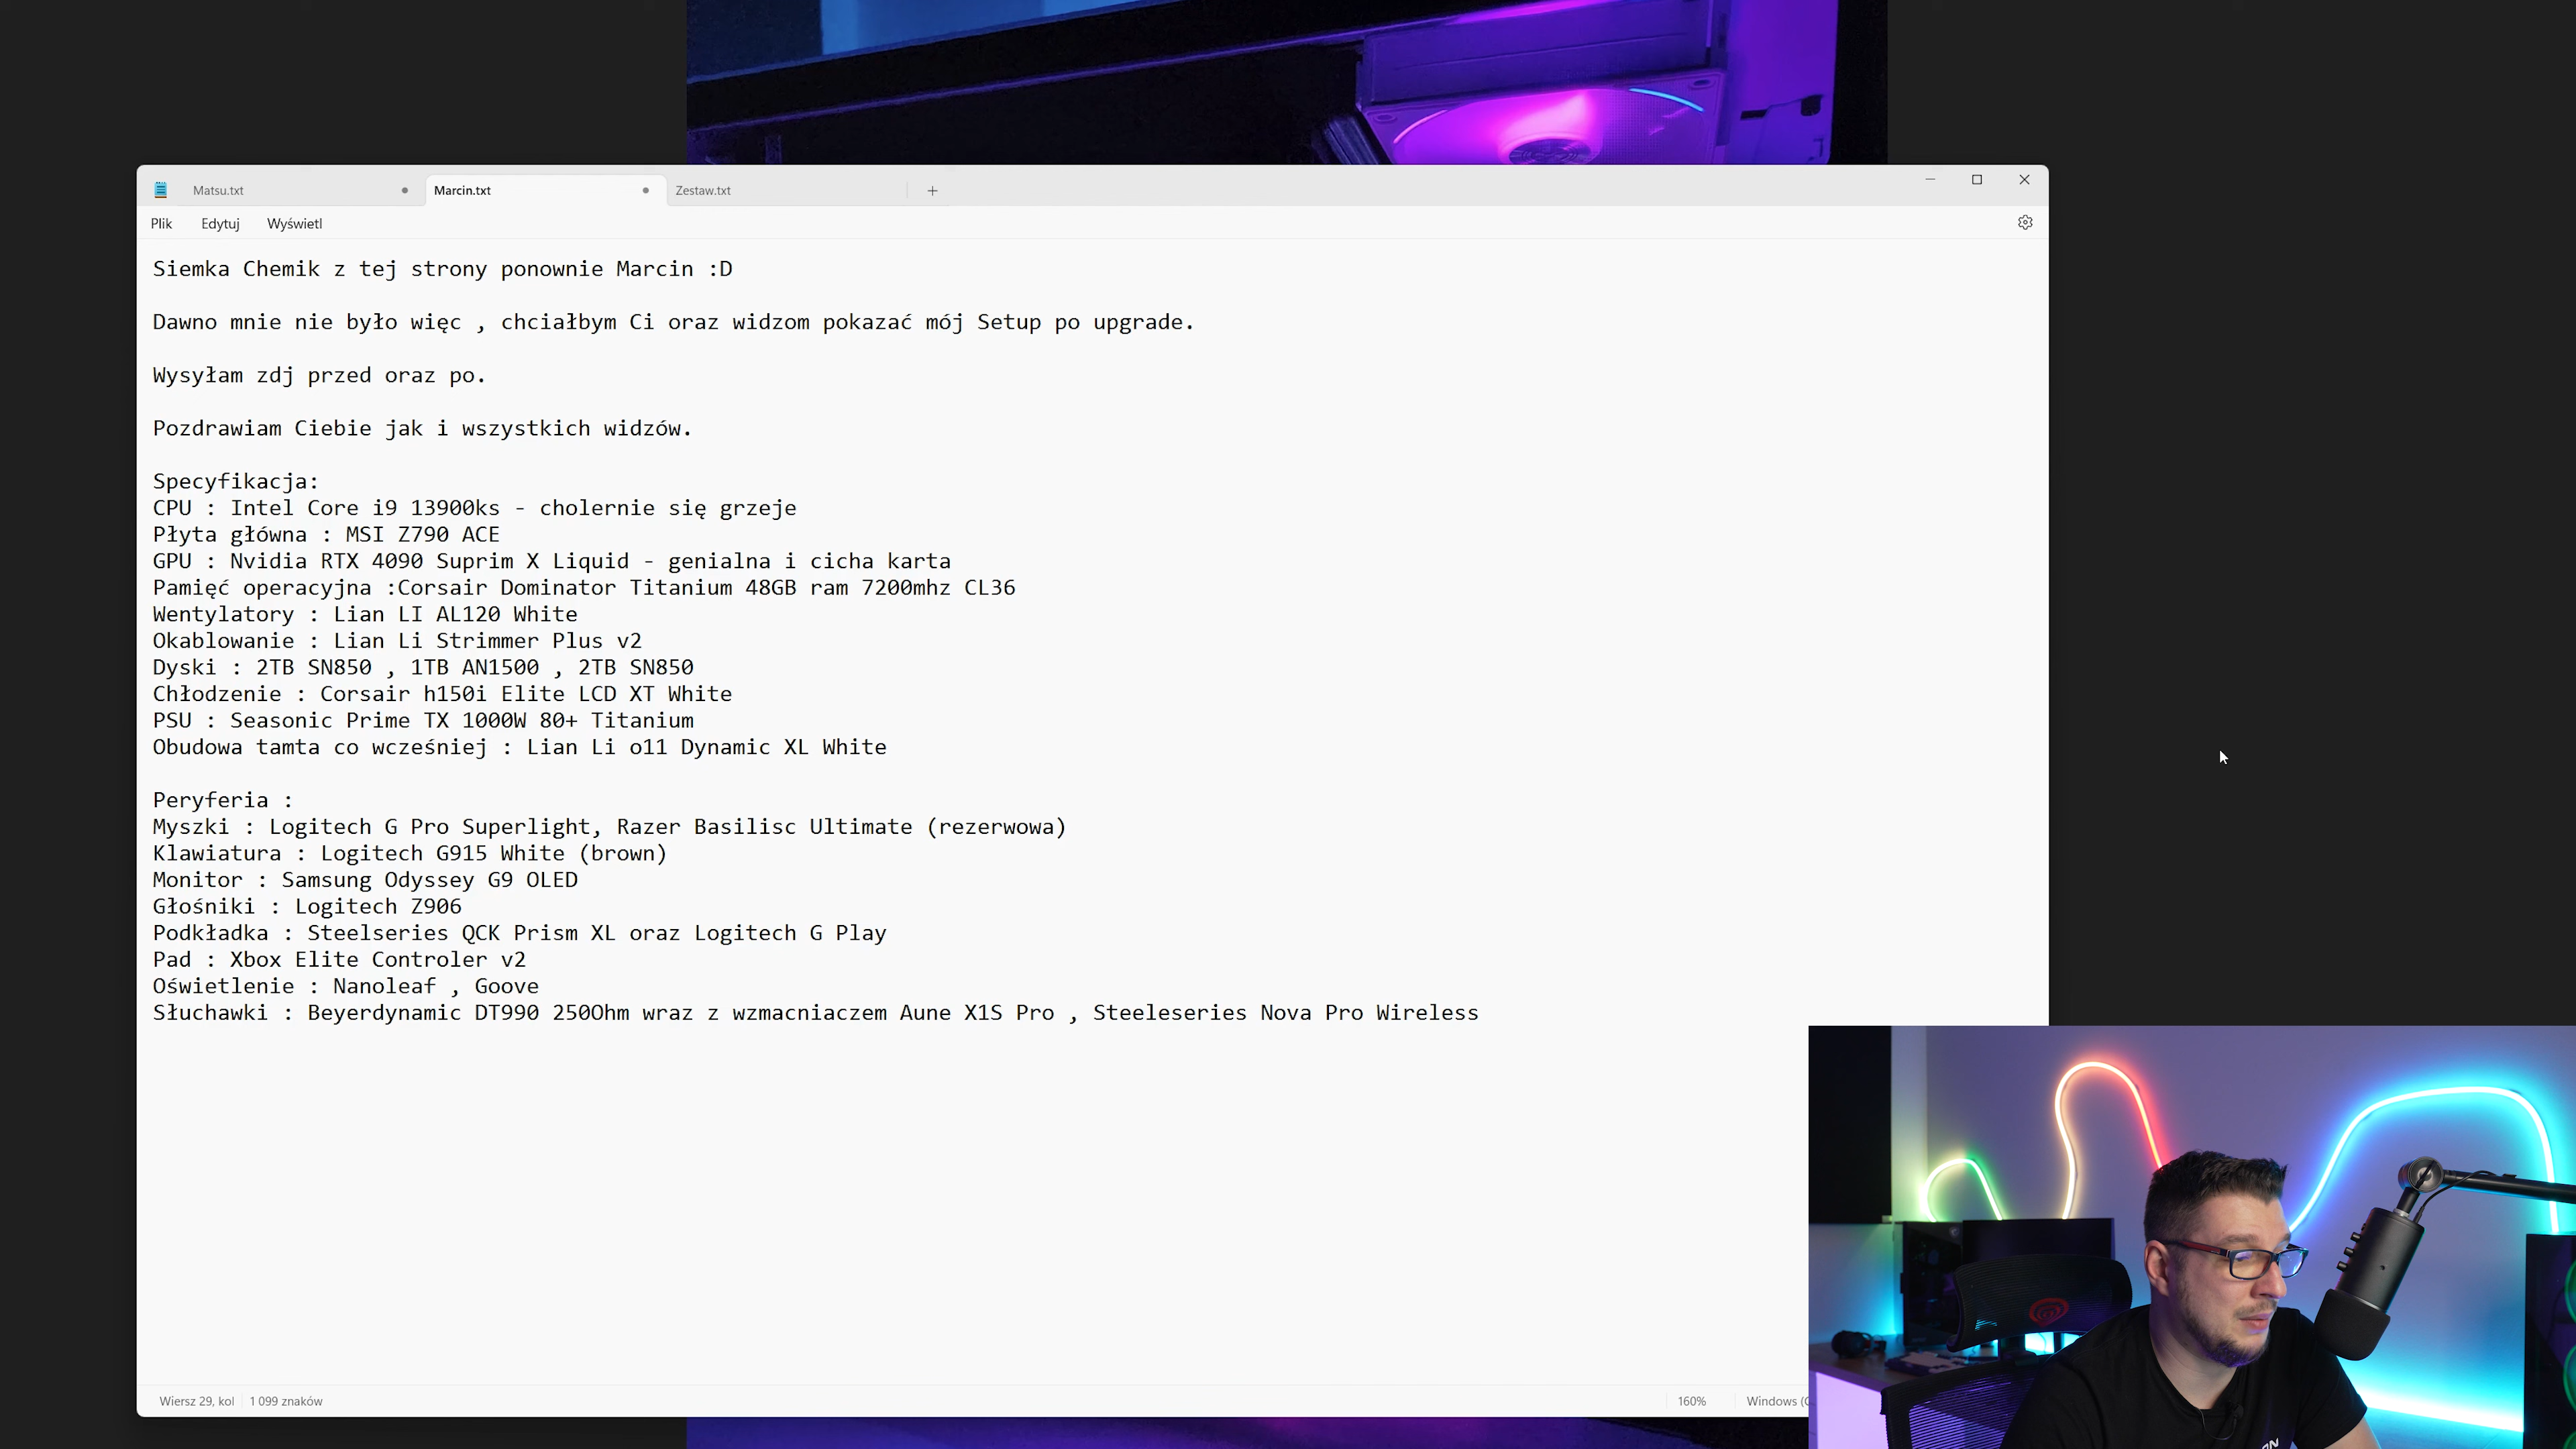 Matsu.txt
Marcin.txt
Zestaw.txt
Plik
Edytuj
Wyświetl
Siemka Chemik z tej strony ponownie Marcin :D
Dawno mnie nie było więc , chciałbym Ci oraz widzom pokazać mój Setup po upgrade.
Wysyłam zdj przed oraz po.
Pozdrawiam Ciebie jak i wszystkich widzów.
Specyfikacja:
CPU : Intel Core i9 13900ks - cholernie się grzeje
Płyta główna : MSI Z790 ACE
GPU : Nvidia RTX 4090 Suprim X Liquid - genialna i cicha karta
Pamięć operacyjna :Corsair Dominator Titanium 48GB ram 7200mhz CL36
Wentylatory : Lian LI AL120 White
Okablowanie : Lian Li Strimmer Plus v2
Dyski : 2TB SN850 , 1TB AN1500 , 2TB SN850
Chłodzenie : Corsair h150i Elite LCD XT White
PSU : Seasonic Prime TX 1000W 80+ Titanium
Obudowa tamta co wcześniej : Lian Li o11 Dynamic XL White
Peryferia :
Myszki : Logitech G Pro Superlight, Razer Basilisc Ultimate (rezerwowa)
Klawiatura : Logitech G915 White (brown)
Monitor : Samsung Odyssey G9 OLED
Głośniki : Logitech Z906
Podkładka : Steelseries QCK Prism XL oraz Logitech G Play
Pad : Xbox Elite Controler v2
Oświetlenie : Nanoleaf , Goove
Słuchawki : Beyerdynamic DT990 250Ohm wraz z wzmacniaczem Aune X1S Pro , Steeleseries Nova Pro Wireless
Wiersz 29, kol
1 099 znaków
160%
Windows (C